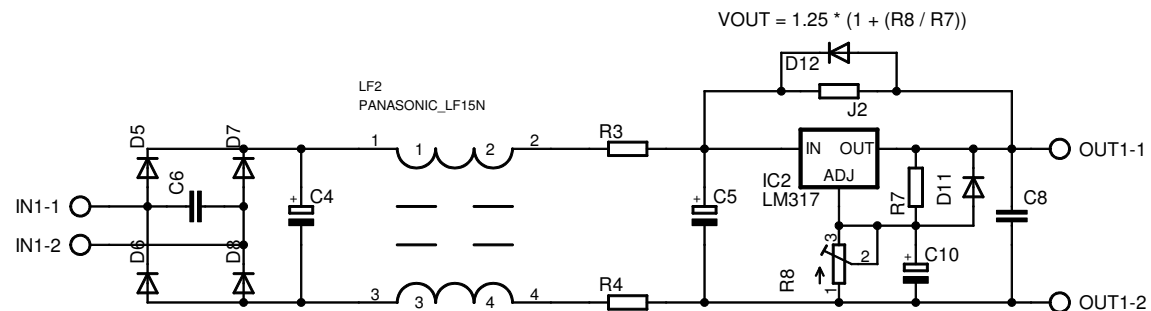 VOUT = 1.25 * (1 + (R8 / R7))
D12
LF2
PANASONIC_LF15N
J2
D5
D7
1
1
2
2
R3
IN
OUT
OUT1-1
ADJ
C6
C4
+
C5
+
IC2
LM317
R7
D11
C8
IN1-1
IN1-2
D6
D8
3
2
1
R8
C10
+
3
3
4
4
R4
OUT1-2